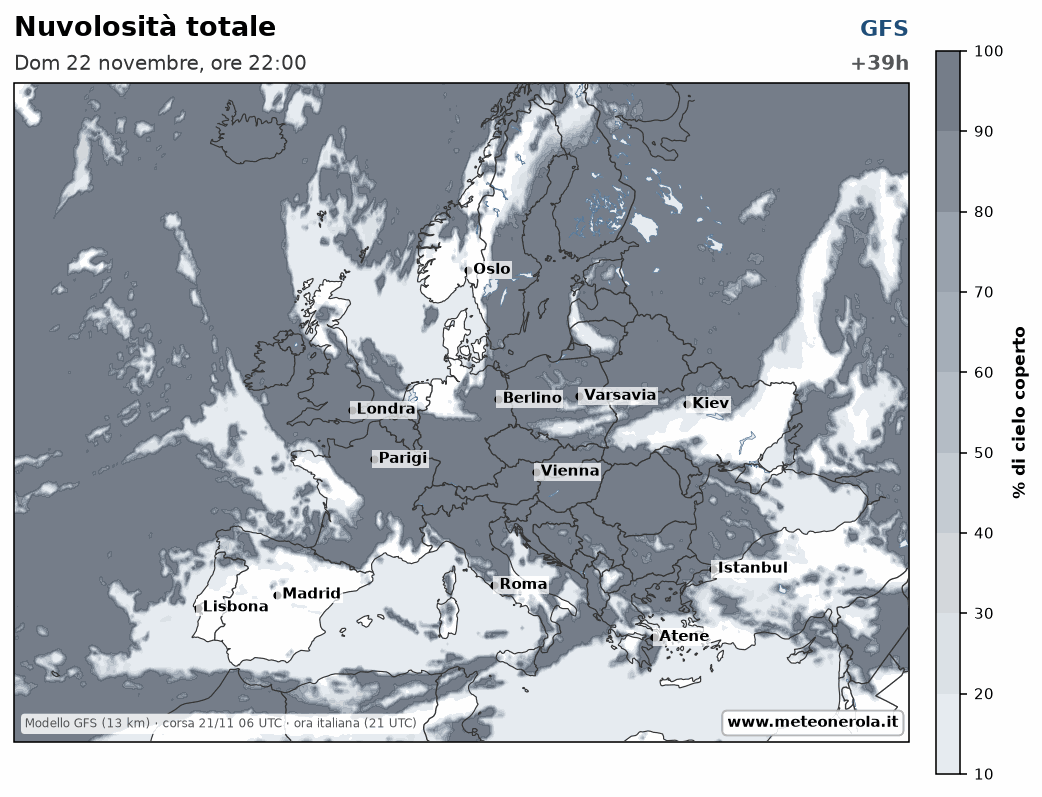 Nuvolosità totale
GFS
Dom 22 novembre, ore 22:00
+39h
100
90
80
70
60
50
40
30
20
10
% di cielo coperto
Oslo
Berlino
Varsavia
Kiev
Londra
Parigi
Vienna
Istanbul
Roma
Madrid
Lisbona
Atene
Modello GFS (13 km) · corsa 21/11 06 UTC · ora italiana (21 UTC)
www.meteonerola.it